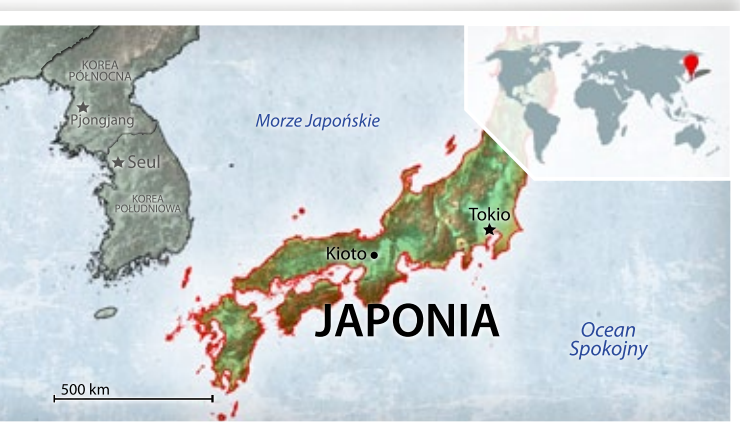 KOREA
PÓŁNOCNA
Pjongjang
Morze Japońskie
Seul
KOREA
POŁUDNIOWA
Tokio
Kioto
JAPONIA
Ocean
Spokojny
500 km